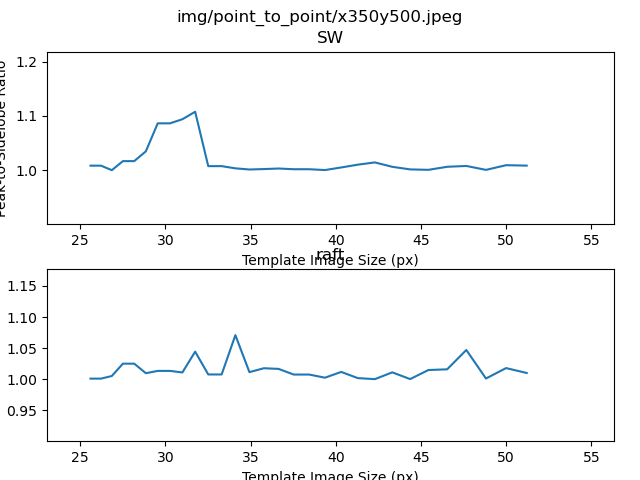 img/point_to_point/x350y500.jpeg
SW
Peak-to-Sidelobe Ratio
1.2
1.1
1.0
25 30 35 40 45 50 55
Template Image Size (px)
raft
1.15
1.10
1.05
1.00
0.95
25 30 35 40 45 50 55
Template Image Size (px)